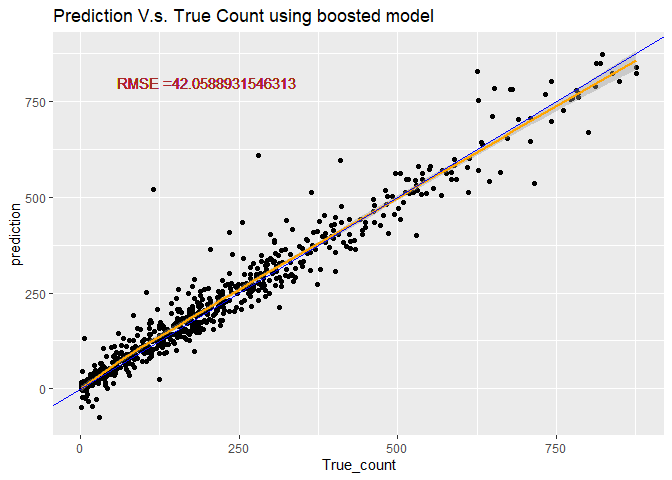 Prediction V.s. True Count using boosted model
RMSE =42.0588931546313
750
500
250
0
prediction
0 250 500 750
True_count